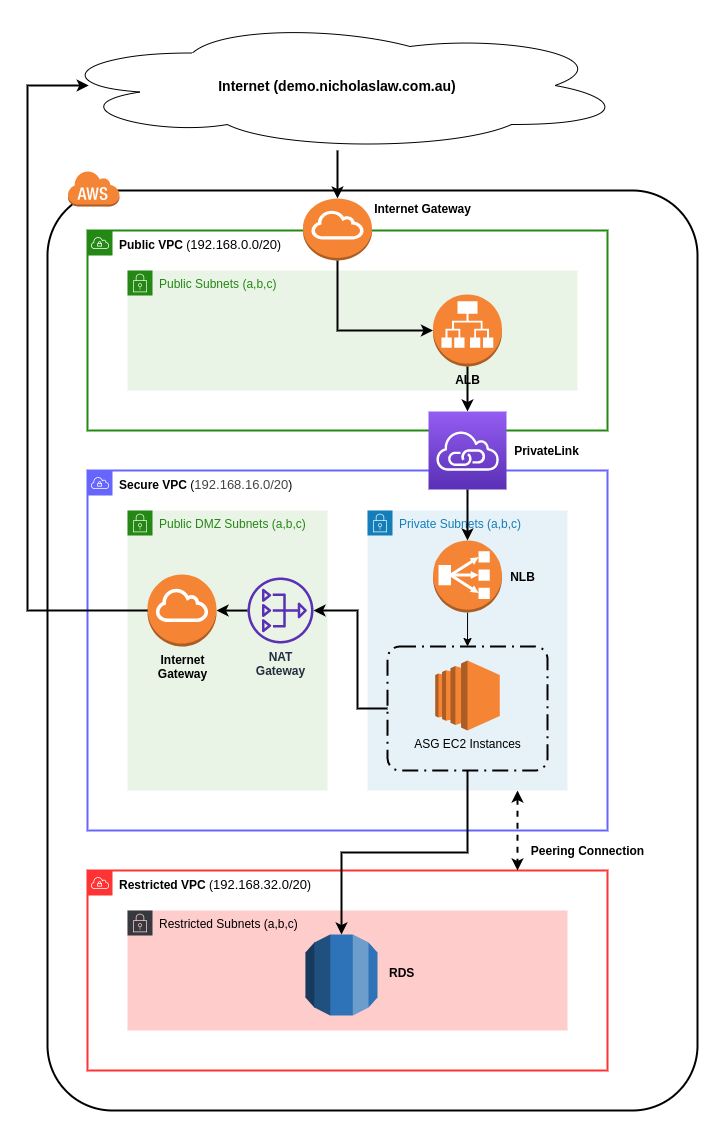 Internet (demo.nicholaslaw.com.au)
AWS
Internet Gateway
Public VPC (192.168.0.0/20)
Public Subnets (a,b,c)
ALB
PrivateLink
Secure VPC (192.168.16.0/20)
Public DMZ Subnets (a,b,c)
Private Subnets (a,b,c)
NLB
Internet
Gateway
NAT
Gateway
ASG EC2 Instances
Peering Connection
Restricted VPC (192.168.32.0/20)
Restricted Subnets (a,b,c)
RDS